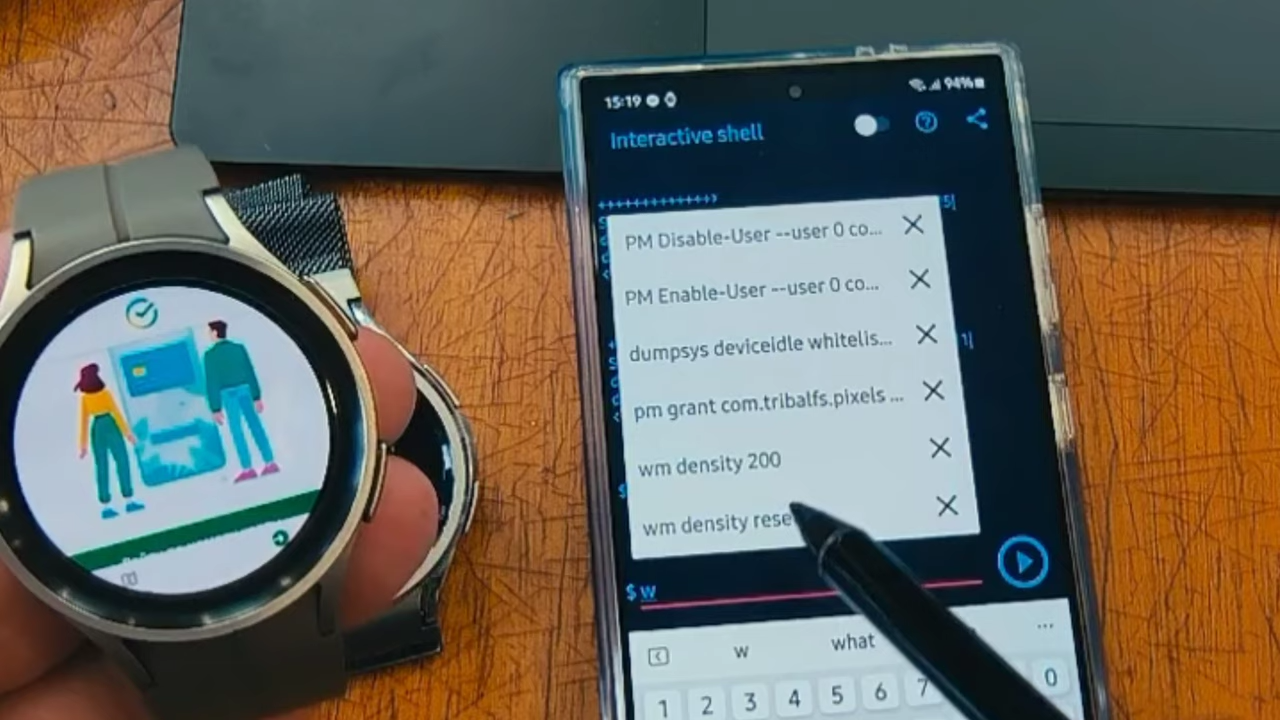 15:19
94%
Interactive shell
+++++++++++++++
5|
PM Disable-User --user 0 co...
PM Enable-User --user 0 co...
dumpsys deviceidle whitelis...
1|
pm grant com.tribalfs.pixels ...
wm density 200
wm density rese
$ w
w what ...
1 2 3 4 5 6 7 0